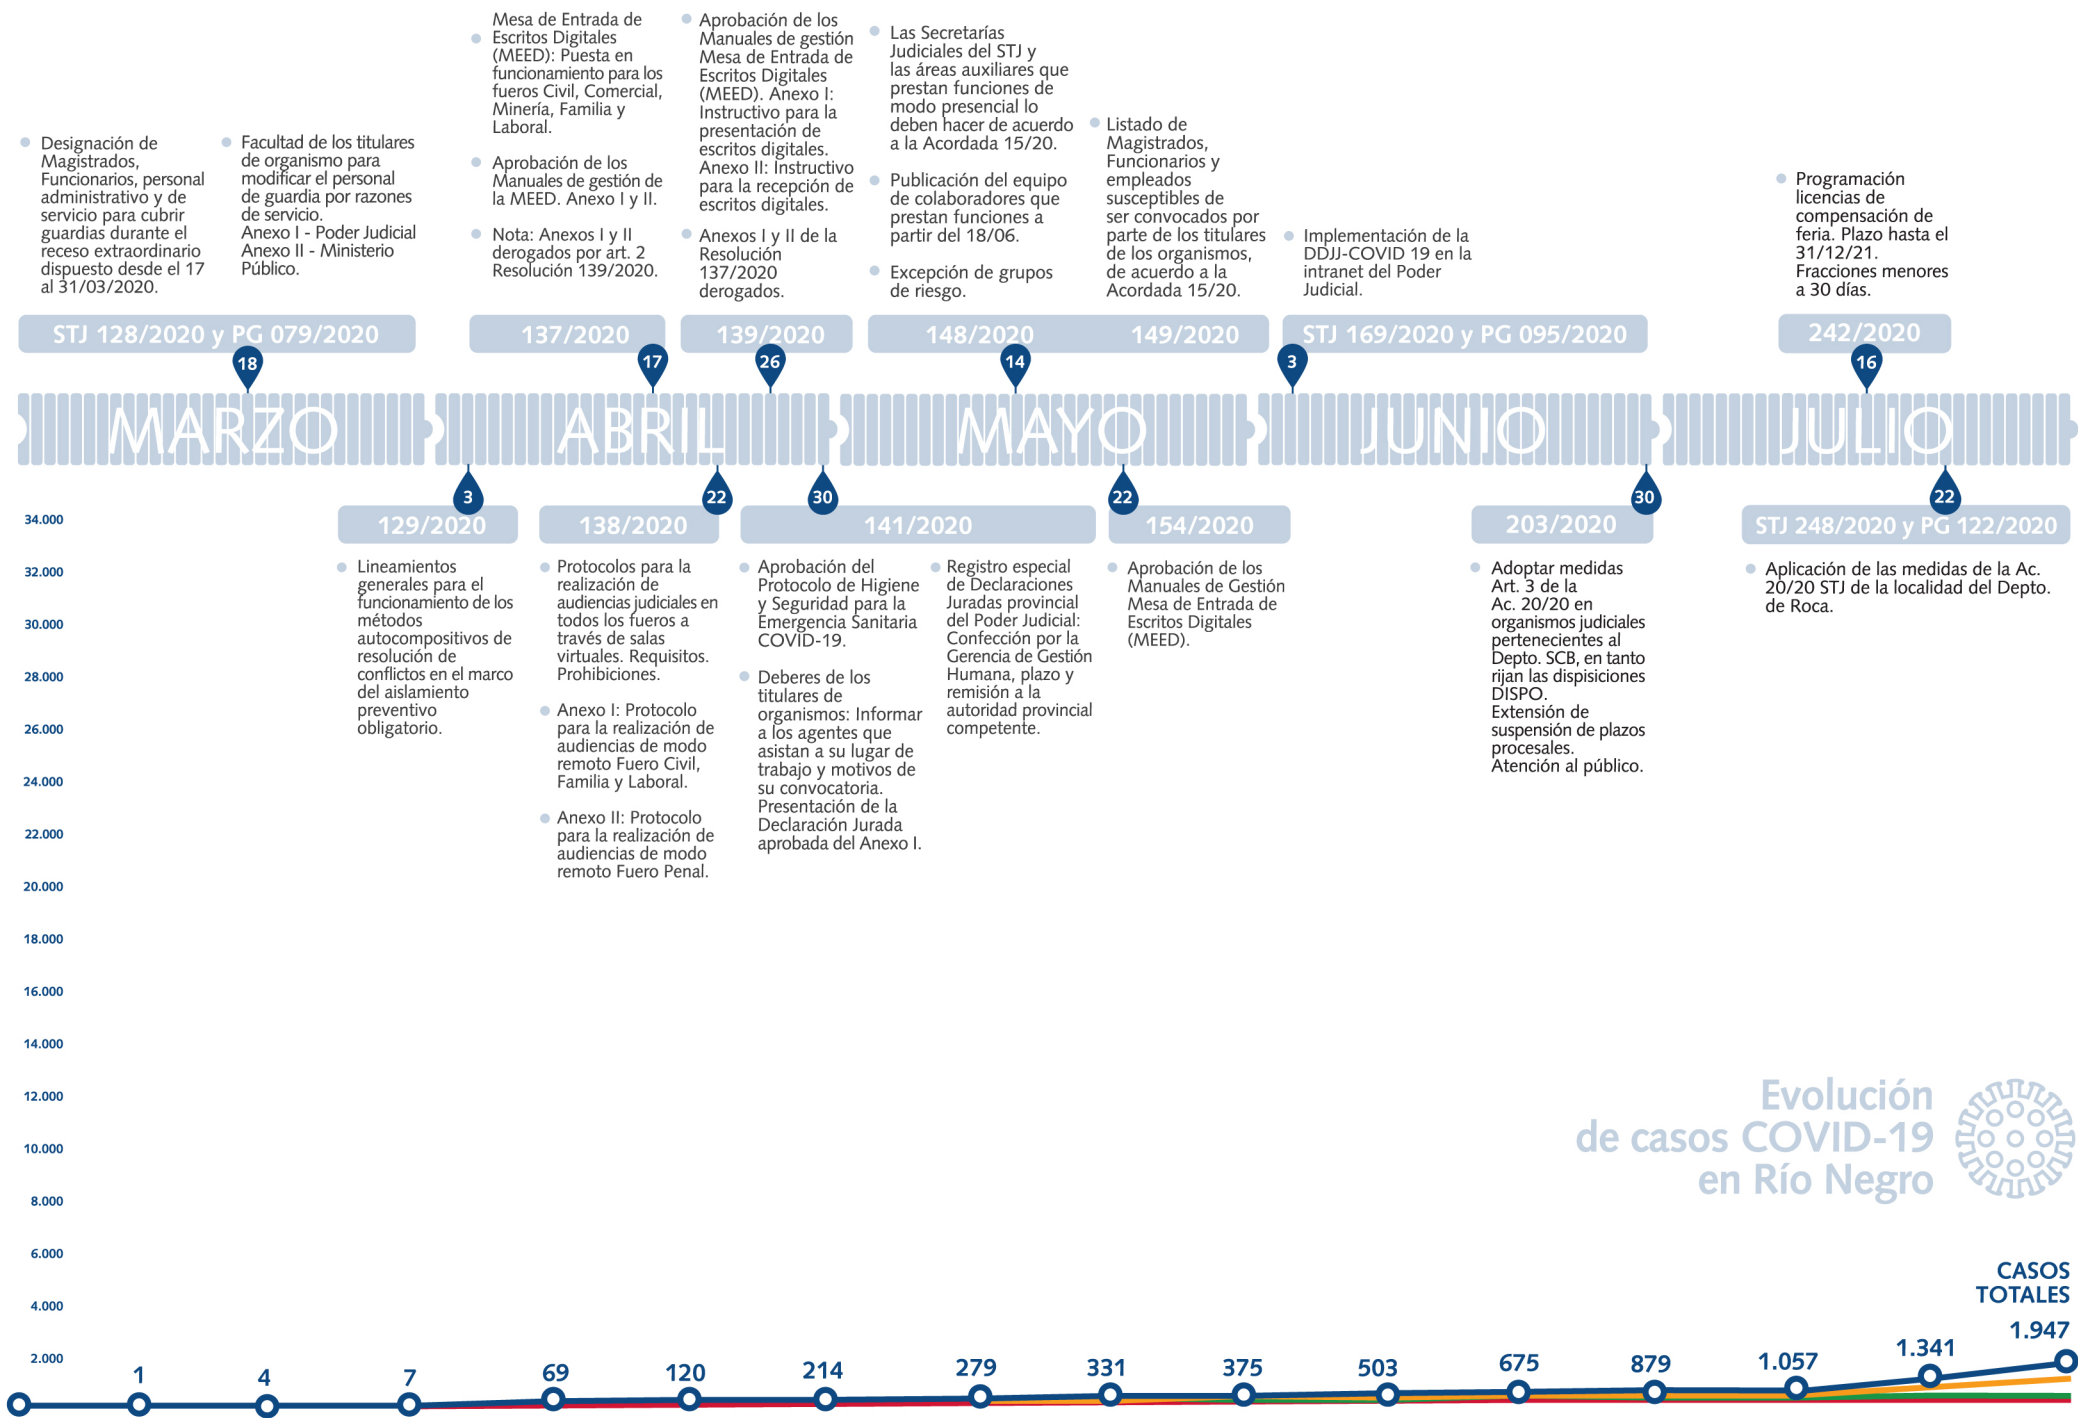 Designación de
Magistrados,
Funcionarios, personal
administrativo y de
servicio para cubrir
guardias durante el
receso extraordinario
dispuesto desde el 17
al 31/03/2020.
Facultad de los titulares
de organismo para
modificar el personal
de guardia por razones
de servicio.
Anexo I - Poder Judicial
Anexo II - Ministerio
Público.
STJ 128/2020 y PG 079/2020
18
Mesa de Entrada de
Escritos Digitales
(MEED): Puesta en
funcionamiento para los
fueros Civil, Comercial,
Minería, Familia y
Laboral.
Aprobación de los
Manuales de gestión de
la MEED. Anexo I y II.
Nota: Anexos I y II
derogados por art. 2
Resolución 139/2020.
137/2020
17
Aprobación de los
Manuales de gestión
Mesa de Entrada de
Escritos Digitales
(MEED). Anexo I:
Instructivo para la
presentación de
escritos digitales.
Anexo II: Instructivo
para la recepción de
escritos digitales.
Anexos I y II de la
Resolución
137/2020
derogados.
139/2020
26
Las Secretarías
Judiciales del STJ y
las áreas auxiliares que
prestan funciones de
modo presencial lo
deben hacer de acuerdo
a la Acordada 15/20.
Publicación del equipo
de colaboradores que
prestan funciones a
partir del 18/06.
Excepción de grupos
de riesgo.
148/2020
14
Listado de
Magistrados,
Funcionarios y
empleados
susceptibles de
ser convocados por
parte de los titulares
de los organismos,
de acuerdo a la
Acordada 15/20.
149/2020
Implementación de la
DDJJ-COVID 19 en la
intranet del Poder
Judicial.
STJ 169/2020 y PG 095/2020
3
Programación
licencias de
compensación de
feria. Plazo hasta el
31/12/21.
Fracciones menores
a 30 días.
242/2020
16
MARZO
ABRIL
MAYO
JUNIO
JULIO
3
129/2020
Lineamientos
generales para el
funcionamiento de los
métodos
autocompositivos de
resolución de
conflictos en el marco
del aislamiento
preventivo
obligatorio.
22
138/2020
Protocolos para la
realización de
audiencias judiciales en
todos los fueros a
través de salas
virtuales. Requisitos.
Prohibiciones.
Anexo I: Protocolo
para la realización de
audiencias de modo
remoto Fuero Civil,
Familia y Laboral.
Anexo II: Protocolo
para la realización de
audiencias de modo
remoto Fuero Penal.
30
141/2020
Aprobación del
Protocolo de Higiene
y Seguridad para la
Emergencia Sanitaria
COVID-19.
Deberes de los
titulares de
organismos: Informar
a los agentes que
asistan a su lugar de
trabajo y motivos de
su convocatoria.
Presentación de la
Declaración Jurada
aprobada del Anexo I.
Registro especial
de Declaraciones
Juradas provincial
del Poder Judicial:
Confección por la
Gerencia de Gestión
Humana, plazo y
remisión a la
autoridad provincial
competente.
22
154/2020
Aprobación de los
Manuales de Gestión
Mesa de Entrada de
Escritos Digitales
(MEED).
30
203/2020
Adoptar medidas
Art. 3 de la
Ac. 20/20 en
organismos judiciales
pertenecientes al
Depto. SCB, en tanto
rijan las dispisiciones
DISPO.
Extensión de
suspensión de plazos
procesales.
Atención al público.
22
STJ 248/2020 y PG 122/2020
Aplicación de las medidas de la Ac.
20/20 STJ de la localidad del Depto.
de Roca.
34.000
32.000
30.000
28.000
26.000
24.000
22.000
20.000
18.000
16.000
14.000
12.000
10.000
8.000
6.000
4.000
2.000
Evolución
de casos COVID-19
en Río Negro
CASOS
TOTALES
1
4
7
69
120
214
279
331
375
503
675
879
1.057
1.341
1.947